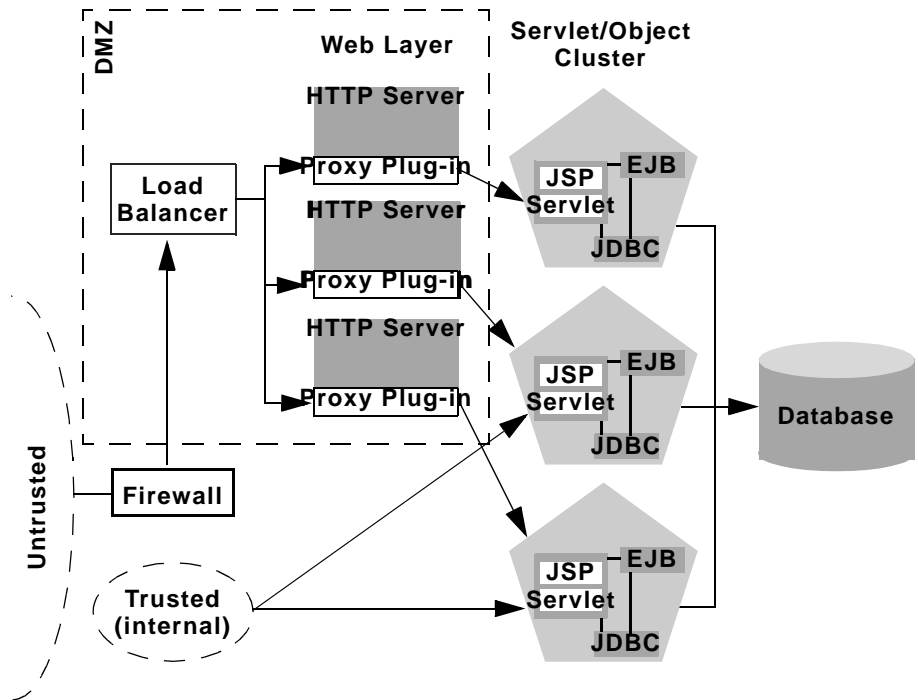 DMZ
Web Layer
Servlet/Object
Cluster
HTTP Server
Proxy Plug-in
Load
Balancer
HTTP Server
Proxy Plug-in
HTTP Server
Proxy Plug-in
JSP
Servlet
EJB
JDBC
JSP
Servlet
EJB
JDBC
JSP
Servlet
EJB
JDBC
Database
Untrusted
Firewall
Trusted
(internal)